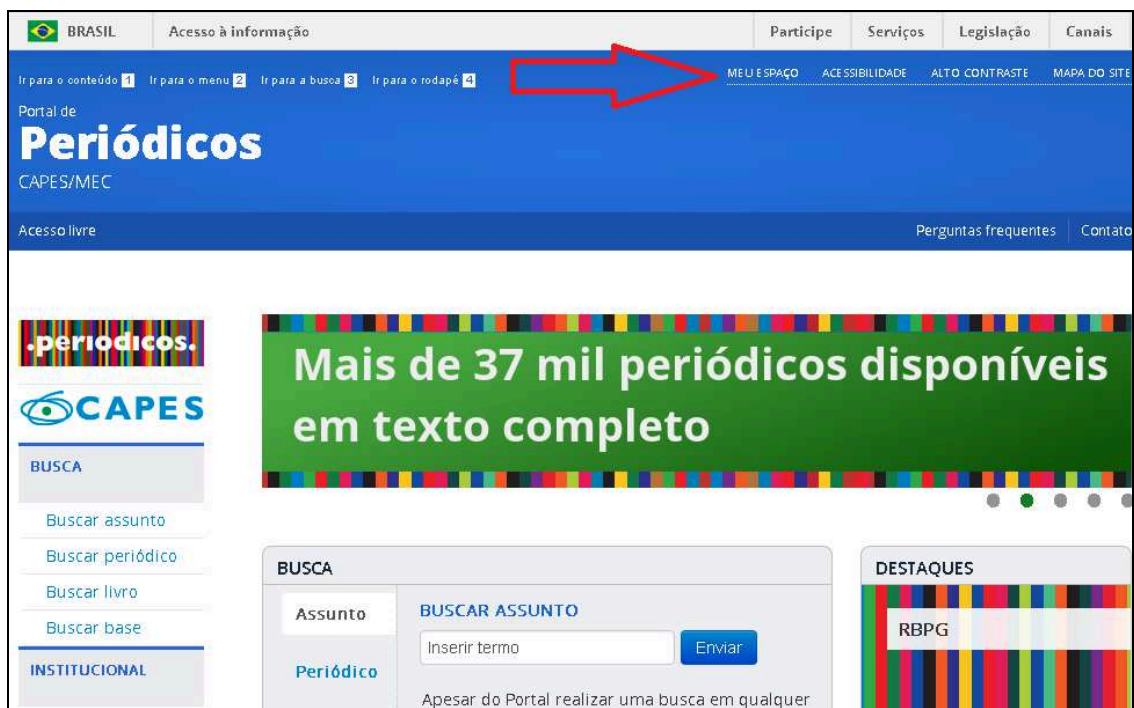 BRASIL Acesso à informação Participe Serviços Legislação Canais
Ir para o conteúdo 1 Ir para o menu 2 Ir para a busca 3 Ir para o rodapé 4
MEU ESPAÇO ACESSIBILIDADE ALTO CONTRASTE MAPA DO SITE
Portal de
Periódicos
CAPES/MEC
Acesso livre Perguntas frequentes Contato
.periodicos.
CAPES
BUSCA
Buscar assunto
Buscar periódico
Buscar livro
Buscar base
INSTITUCIONAL
Mais de 37 mil periódicos disponíveis
em texto completo
BUSCA
Assunto
Periódico
BUSCAR ASSUNTO
Inserir termo Enviar
Apesar do Portal realizar uma busca em qualquer
DESTAQUES
RBPG